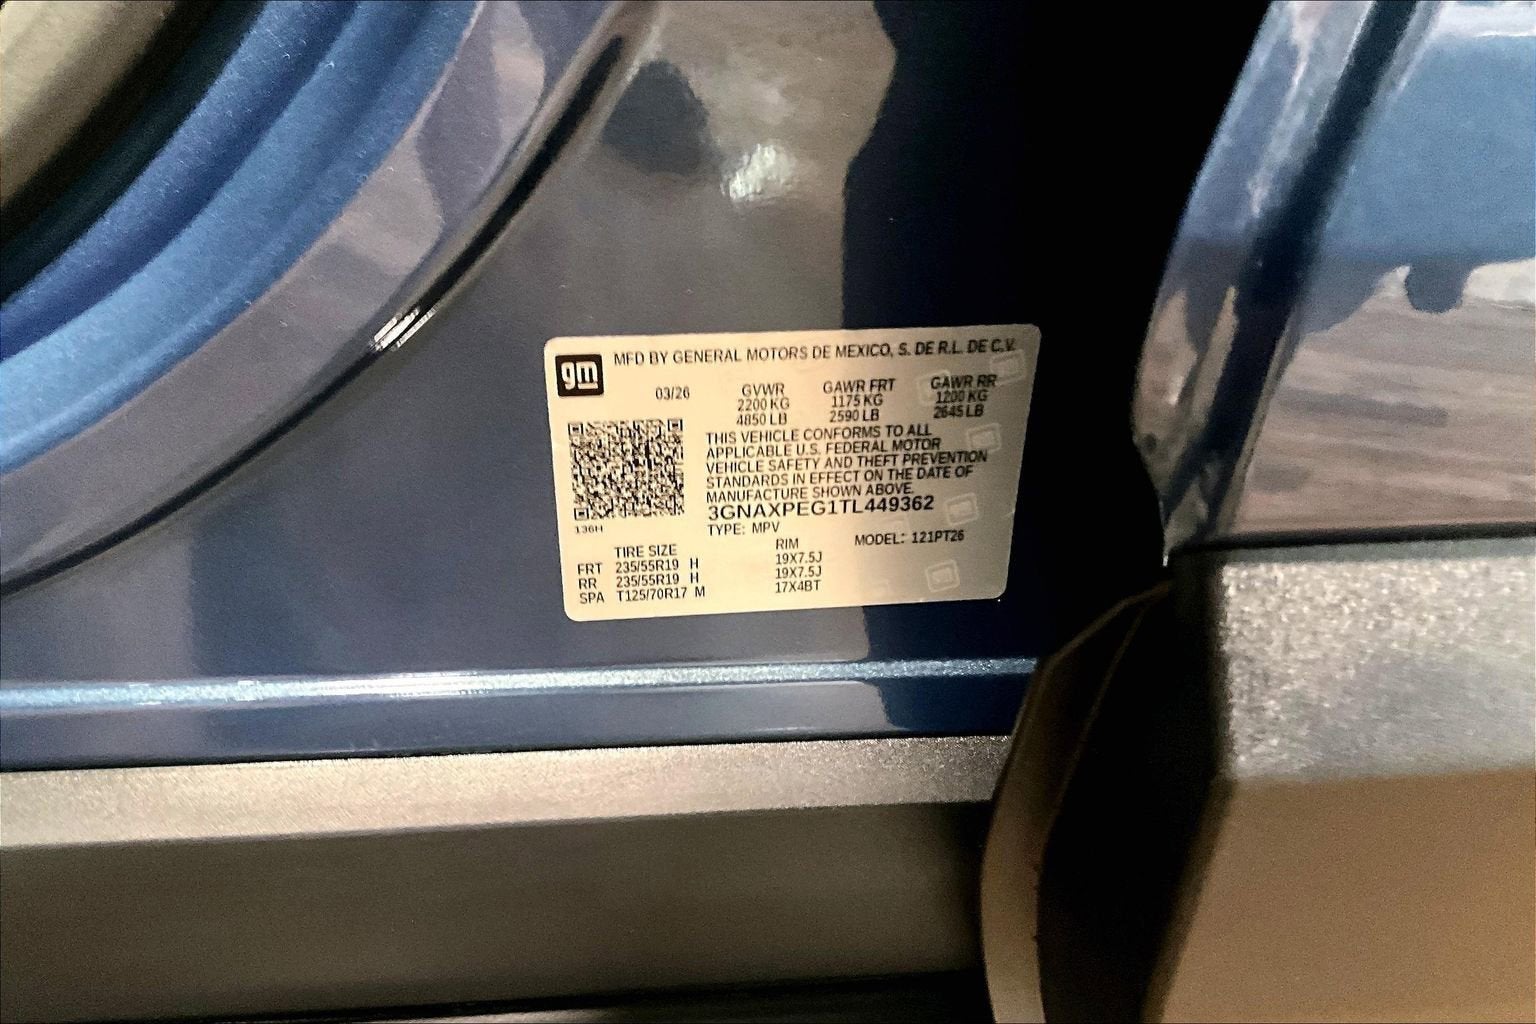 gm MFD BY GENERAL MOTORS DE MEXICO, S. DE R.L. DE C.V.
03/26 GVWR GAWR FRT GAWR RR
2200 KG 1175 KG 1200 KG
4850 LB 2590 LB 2645 LB
THIS VEHICLE CONFORMS TO ALL
APPLICABLE U.S. FEDERAL MOTOR
VEHICLE SAFETY AND THEFT PREVENTION
STANDARDS IN EFFECT ON THE DATE OF
MANUFACTURE SHOWN ABOVE.
3GNAXPEG1TL449362
136H
TYPE: MPV MODEL: 121PT26
TIRE SIZE RIM
FRT 235/55R19 H 19X7.5J
RR 235/55R19 H 19X7.5J
SPA T125/70R17 M 17X4BT